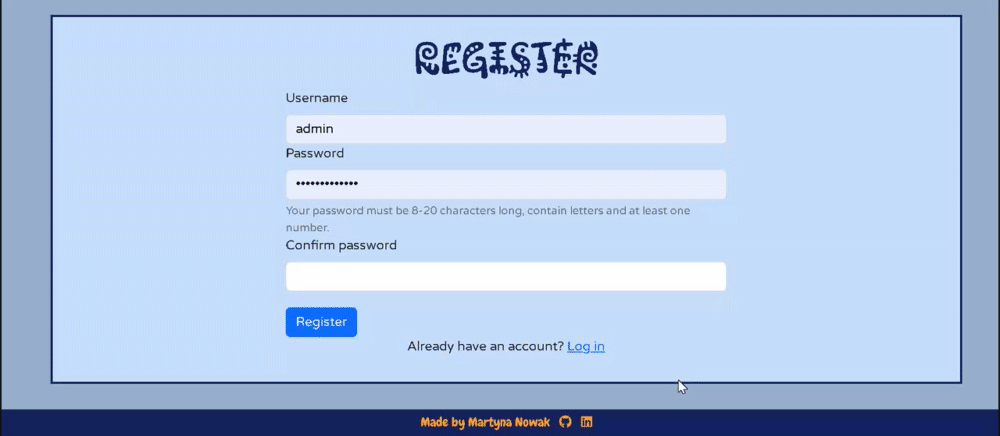 REGISTER
Username
admin
Password
•••••••••••••
Your password must be 8-20 characters long, contain letters and at least one
number.
Confirm password
Register
Already have an account? Log in
Made by Martyna Nowak